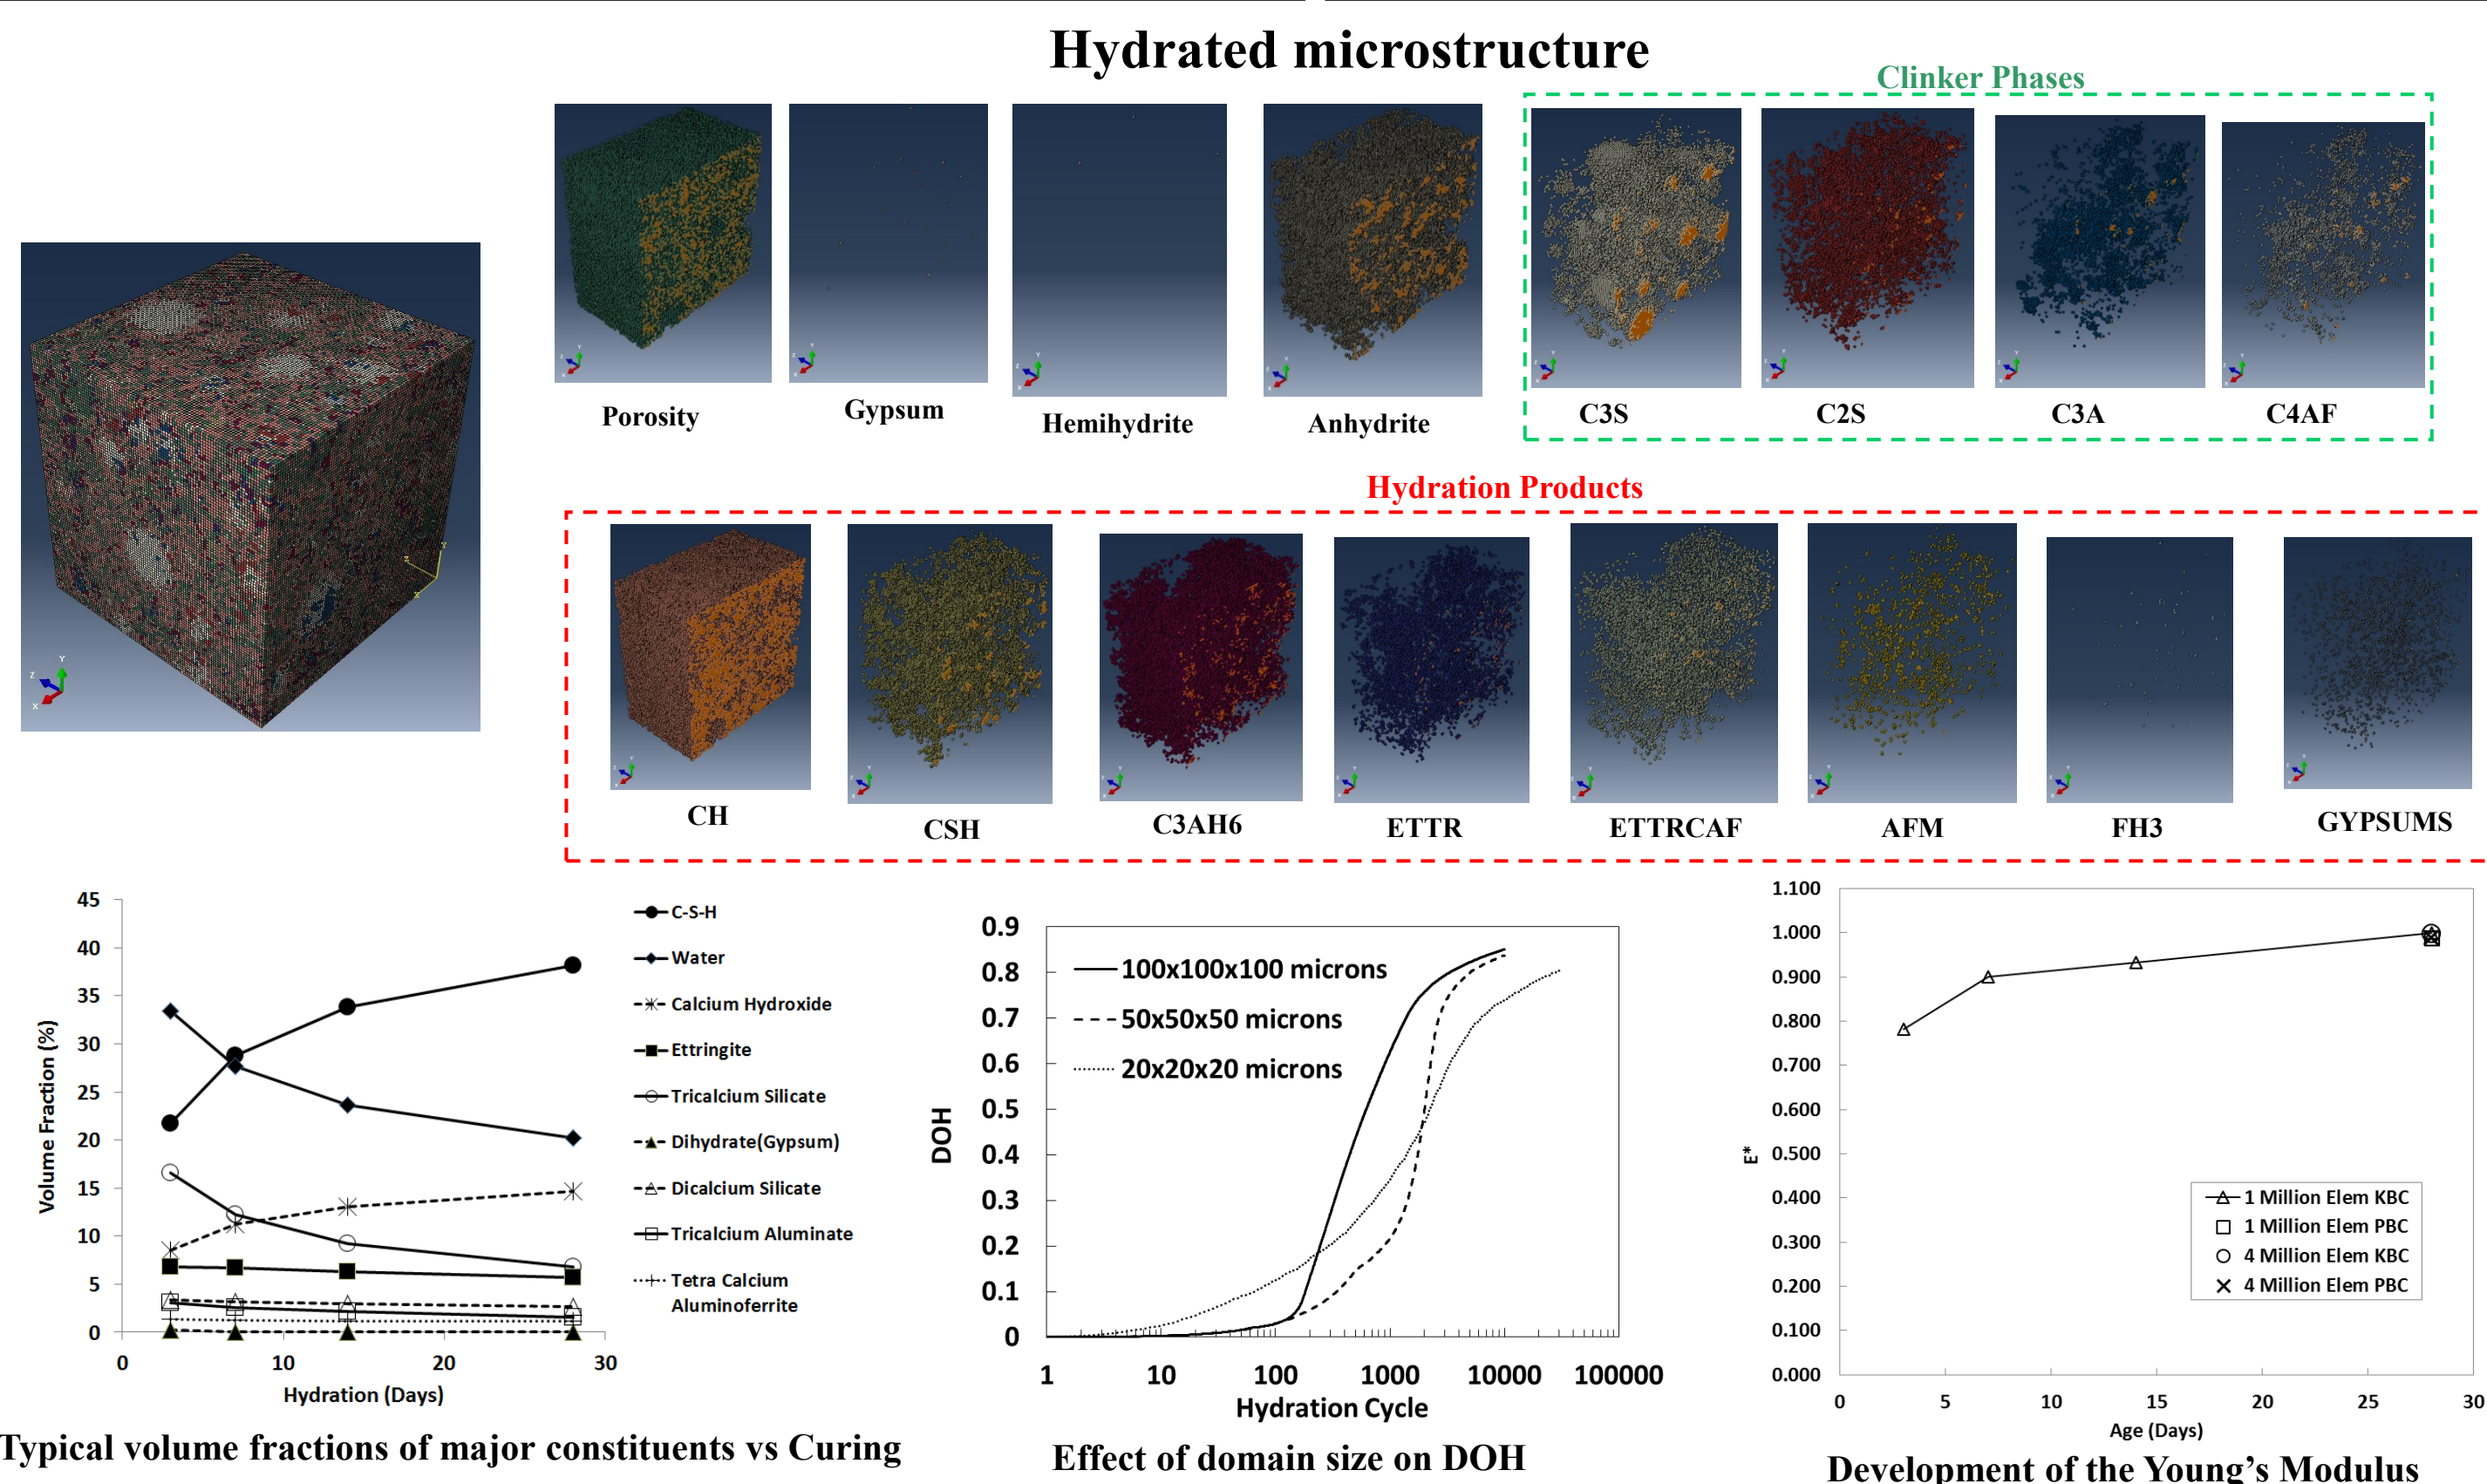 Hydrated microstructure
Clinker Phases
Porosity
Gypsum
Hemihydrite
Anhydrite
C3S
C2S
C3A
C4AF
Hydration Products
CH
CSH
C3AH6
ETTR
ETTRCAF
AFM
FH3
GYPSUMS
Volume Fraction (%)
45
40
35
30
25
20
15
10
5
0
0 10 20 30
Hydration (Days)
C-S-H
Water
Calcium Hydroxide
Ettringite
Tricalcium Silicate
Dihydrate(Gypsum)
Dicalcium Silicate
Tricalcium Aluminate
Tetra Calcium
Aluminoferrite
Typical volume fractions of major constituents vs Curing
DOH
0.9
0.8
0.7
0.6
0.5
0.4
0.3
0.2
0.1
0
100x100x100 microns
50x50x50 microns
20x20x20 microns
1 10 100 1000 10000 100000
Hydration Cycle
Effect of domain size on DOH
E*
1.100
1.000
0.900
0.800
0.700
0.600
0.500
0.400
0.300
0.200
0.100
0.000
1 Million Elem KBC
1 Million Elem PBC
4 Million Elem KBC
4 Million Elem PBC
0 5 10 15 20 25 30
Age (Days)
Development of the Young's Modulus